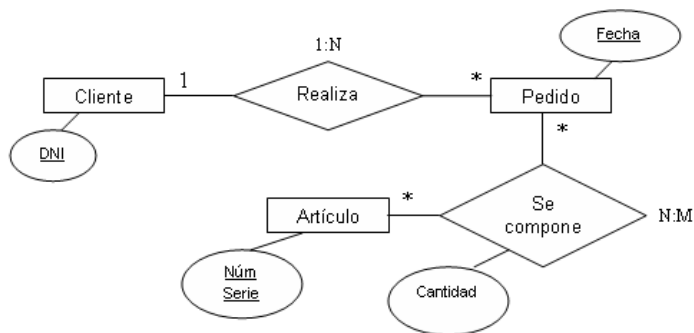 Fecha
1:N
Cliente
1
Realiza
*
Pedido
DNI
*
Artículo
*
Se
compone
N:M
Núm
Serie
Cantidad